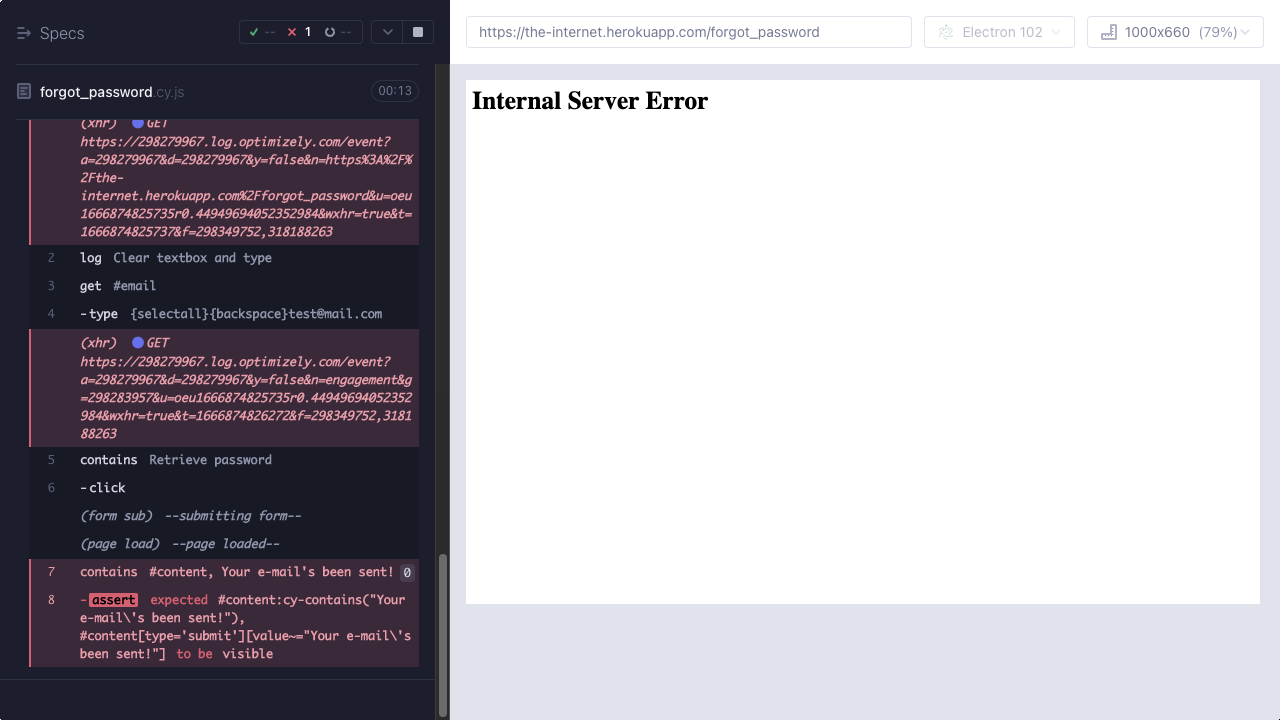 Specs
-- 1 --
https://the-internet.herokuapp.com/forgot_password
Electron 102
1000x660 (79%)
forgot_password.cy.js
00:13
(xhr) GET
https://298279967.log.optimizely.com/event?
a=298279967&d=298279967&y=false&n=https%3A%2F%
2Fthe-
internet.herokuapp.com%2Fforgot_password&u=oeu
1666874825735r0.44949694052352984&wxhr=true&t=
1666874825737&f=298349752,318188263
2 log Clear textbox and type
3 get #email
4 -type {selectall}{backspace}test@mail.com
(xhr) GET
https://298279967.log.optimizely.com/event?
a=298279967&d=298279967&y=false&n=engagement&g
=298283957&u=oeu1666874825735r0.44949694052352
984&wxhr=true&t=1666874826272&f=298349752,3181
88263
5 contains Retrieve password
6 -click
(form sub) --submitting form--
(page load) --page loaded--
7 contains #content, Your e-mail's been sent! 0
8 -assert expected #content:cy-contains("Your
e-mail\'s been sent!"),
#content[type='submit'][value~="Your e-mail\'s
been sent!"] to be visible
Internal Server Error